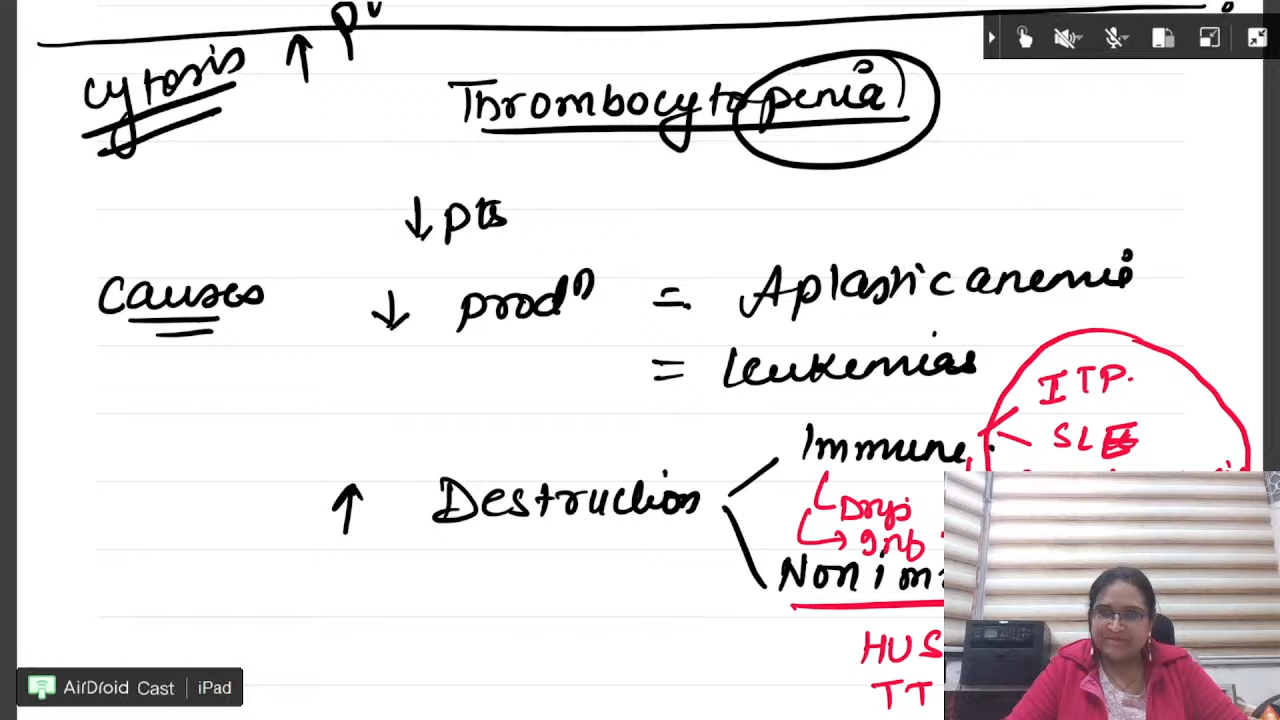 cytosis ↑ p
Thrombocytopenia
↓ pts
Causes ↓ prodⁿ = Aplastic anemia
= Leukemias
ITP.
Immune SLE
↑ Destruction
Drugs
Inf
Non im
HUS
TT
AirDroid Cast | iPad